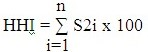 n
HHI = ∑ S2i x 100
i=1